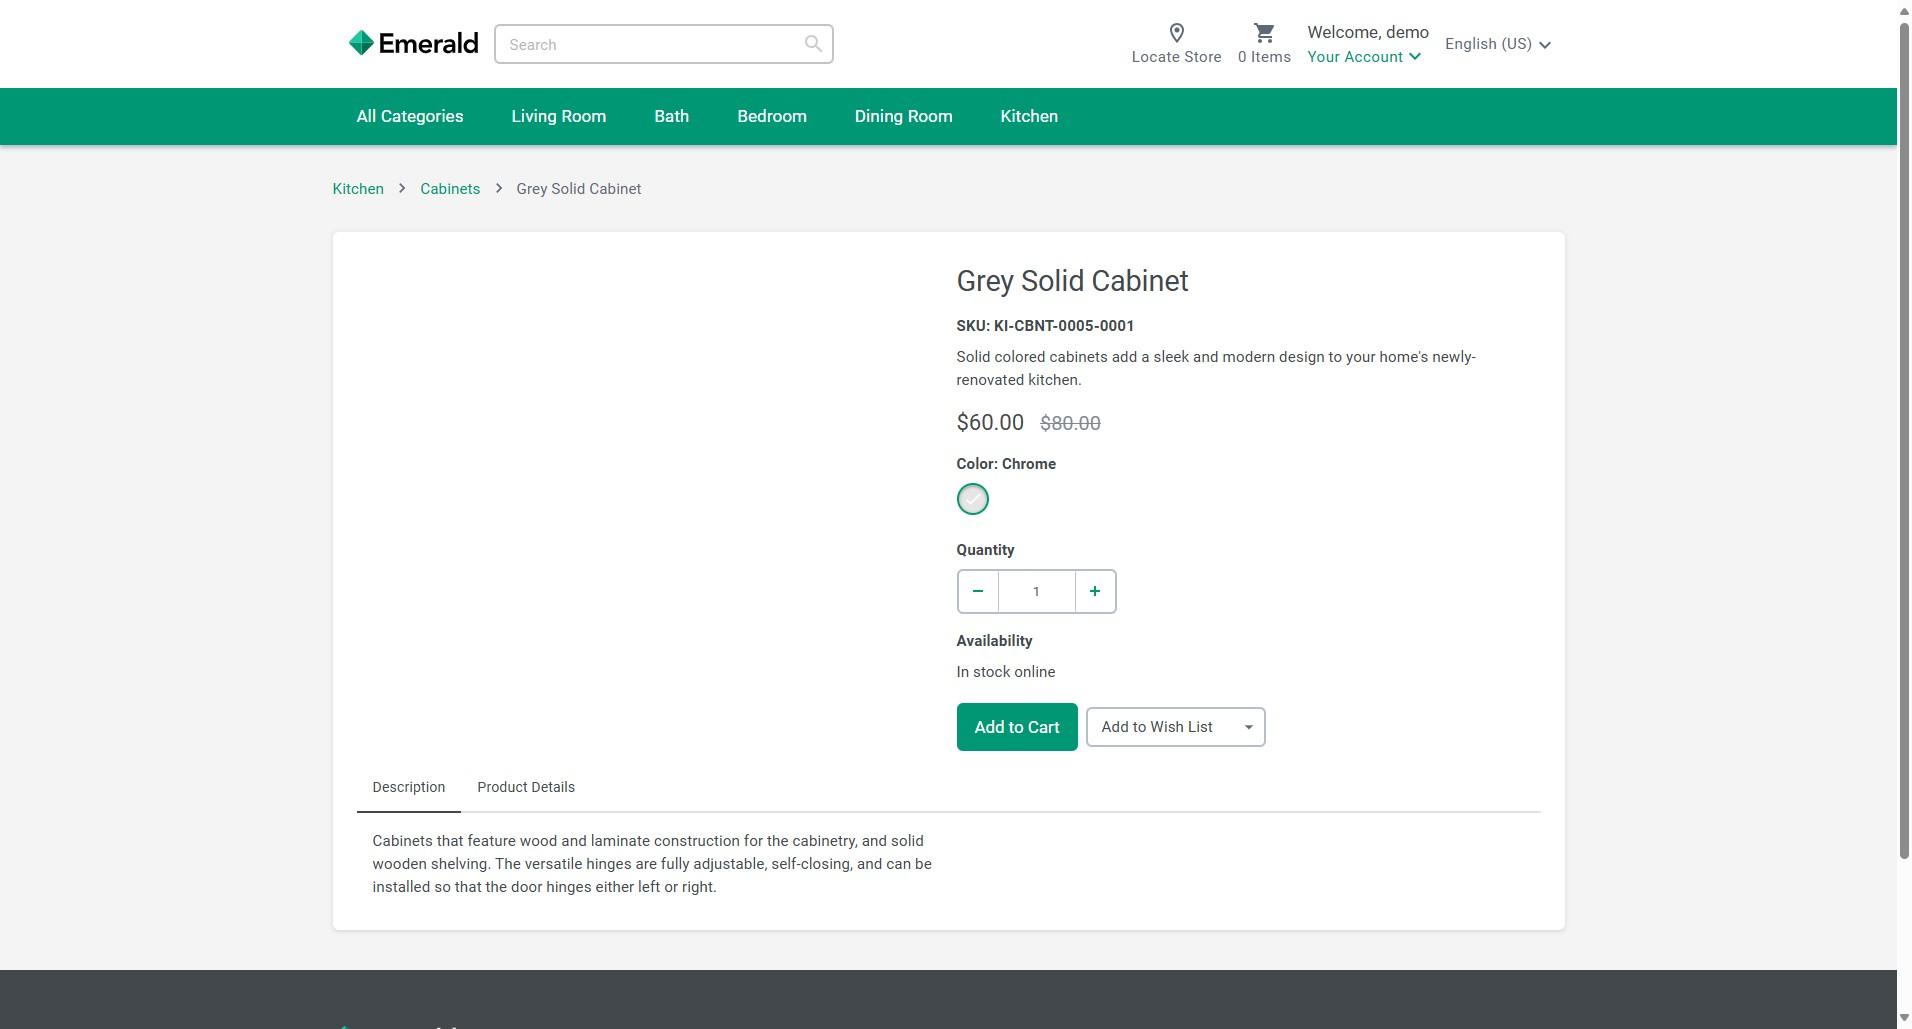 Emerald
Search
Locate Store
0 Items
Welcome, demo
Your Account
English (US)
All Categories
Living Room
Bath
Bedroom
Dining Room
Kitchen
Kitchen
Cabinets
Grey Solid Cabinet
Grey Solid Cabinet
SKU: KI-CBNT-0005-0001
Solid colored cabinets add a sleek and modern design to your home's newly-
renovated kitchen.
$60.00 $80.00
Color: Chrome
Quantity
1
Availability
In stock online
Add to Cart
Add to Wish List
Description
Product Details
Cabinets that feature wood and laminate construction for the cabinetry, and solid
wooden shelving. The versatile hinges are fully adjustable, self-closing, and can be
installed so that the door hinges either left or right.